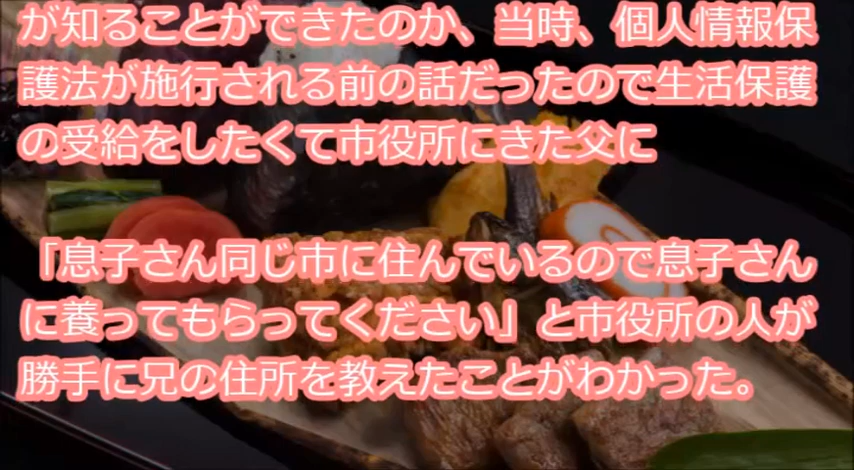 が知ることができたのか、当時、個人情報保
護法が施行される前の話だったので生活保護
の受給をしたくて市役所にきた父に
「息子さん同じ市に住んでいるので息子さん
に養ってもらってください」と市役所の人が
勝手に兄の住所を教えたことがわかった。